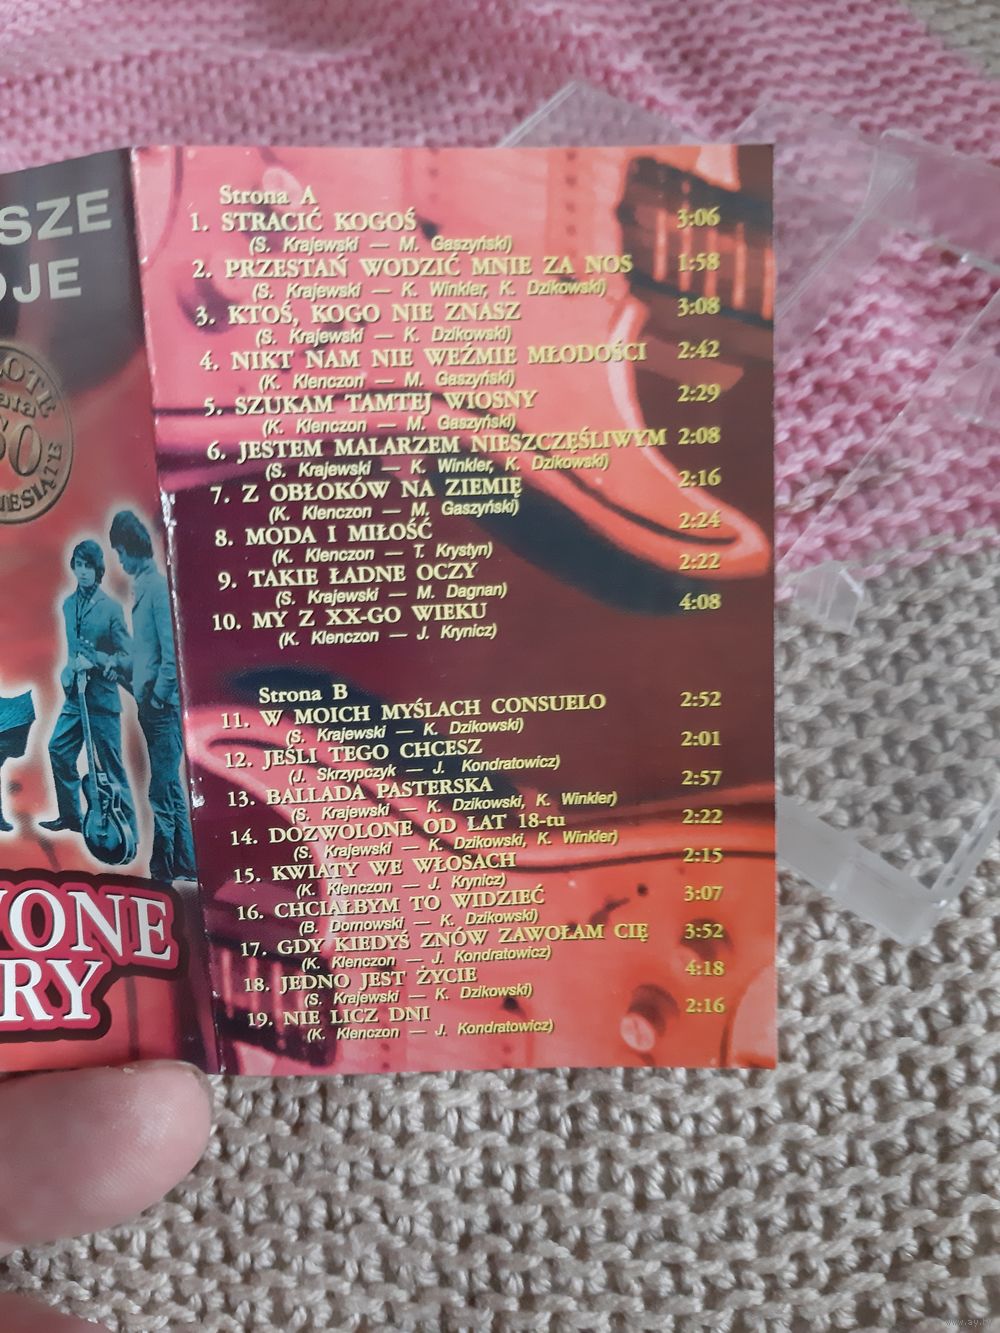 SZE
OJE
60
YONE
RY
Strona A
1. STRACIĆ KOGOŚ 3:06
(S. Krajewski — M. Gaszyński)
2. PRZESTAŃ WODZIĆ MNIE ZA NOS 1:58
(S. Krajewski — K. Winkler, K. Dzikowski)
3. KTOŚ, KOGO NIE ZNASZ 3:08
(S. Krajewski — K. Dzikowski)
4. NIKT NAM NIE WEŹMIE MŁODOŚCI 2:42
(K. Klenczon — M. Gaszyński)
5. SZUKAM TAMTEJ WIOSNY 2:29
(K. Klenczon — M. Gaszyński)
6. JESTEM MALARZEM NIESZCZĘŚLIWYM 2:08
(S. Krajewski — K. Winkler, K. Dzikowski)
7. Z OBŁOKÓW NA ZIEMIĘ 2:16
(K. Klenczon — M. Gaszyński)
8. MODA I MIŁOŚĆ 2:24
(K. Klenczon — T. Krystyn)
9. TAKIE ŁADNE OCZY 2:22
(S. Krajewski — M. Dagnan)
10. MY Z XX-GO WIEKU 4:08
(K. Klenczon — J. Krynicz)
Strona B
11. W MOICH MYŚLACH CONSUELO 2:52
(S. Krajewski — K. Dzikowski)
12. JEŚLI TEGO CHCESZ 2:01
(J. Skrzypczyk — J. Kondratowicz)
13. BALLADA PASTERSKA 2:57
(S. Krajewski — K. Dzikowski, K. Winkler)
14. DOZWOLONE OD LAT 18-tu 2:22
(S. Krajewski — K. Dzikowski, K. Winkler)
15. KWIATY WE WŁOSACH 2:15
(K. Klenczon — J. Krynicz)
16. CHCIAŁBYM TO WIDZIEĆ 3:07
(B. Dornowski — K. Dzikowski)
17. GDY KIEDYŚ ZNÓW ZAWOŁAM CIĘ 3:52
(K. Klenczon — J. Kondratowicz)
18. JEDNO JEST ŻYCIE 4:18
(S. Krajewski — K. Dzikowski)
19. NIE LICZ DNI 2:16
(K. Klenczon — J. Kondratowicz)